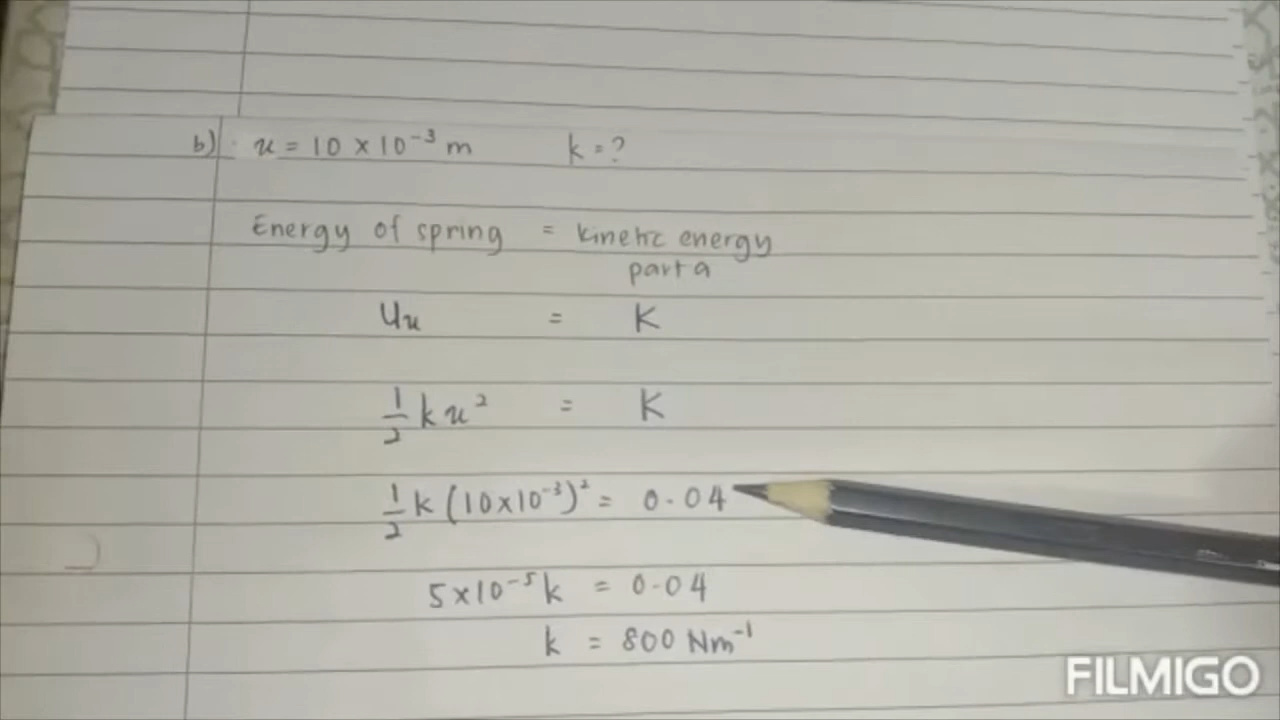 b) x = 10 × 10⁻³ m k = ?
Energy of spring = kinetic energy
part a
Ux = K
1/2 k x² = K
1/2 k (10×10⁻³)² = 0.04
5×10⁻⁵ k = 0.04
k = 800 Nm⁻¹
FILMIGO